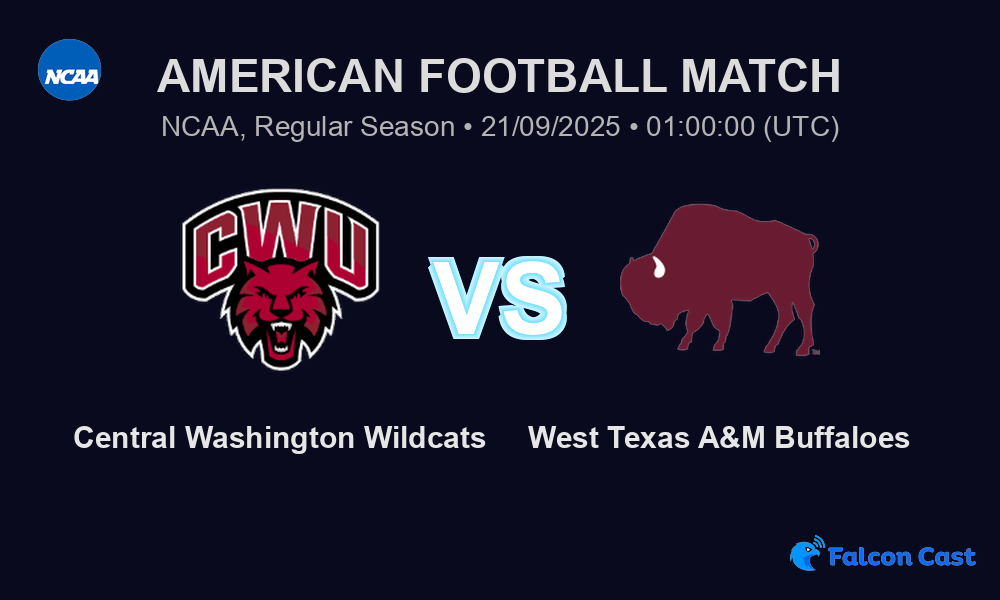 NCAA
AMERICAN FOOTBALL MATCH
NCAA, Regular Season • 21/09/2025 • 01:00:00 (UTC)
CWU
VS
TM
Central Washington Wildcats
West Texas A&M Buffaloes
Falcon Cast